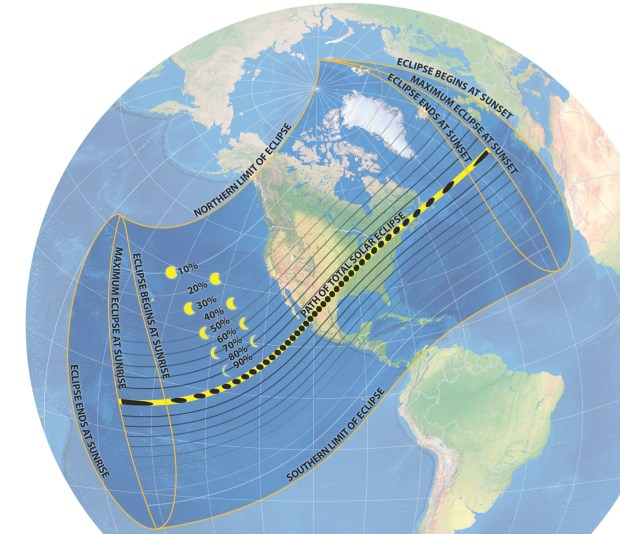 ECLIPSE BEGINS AT SUNSET
MAXIMUM ECLIPSE AT SUNSET
ECLIPSE ENDS AT SUNSET
NORTHERN LIMIT OF ECLIPSE
PATH OF TOTAL SOLAR ECLIPSE
10%
20%
30%
40%
50%
60%
70%
80%
90%
ECLIPSE BEGINS AT SUNRISE
MAXIMUM ECLIPSE AT SUNRISE
ECLIPSE ENDS AT SUNRISE
SOUTHERN LIMIT OF ECLIPSE